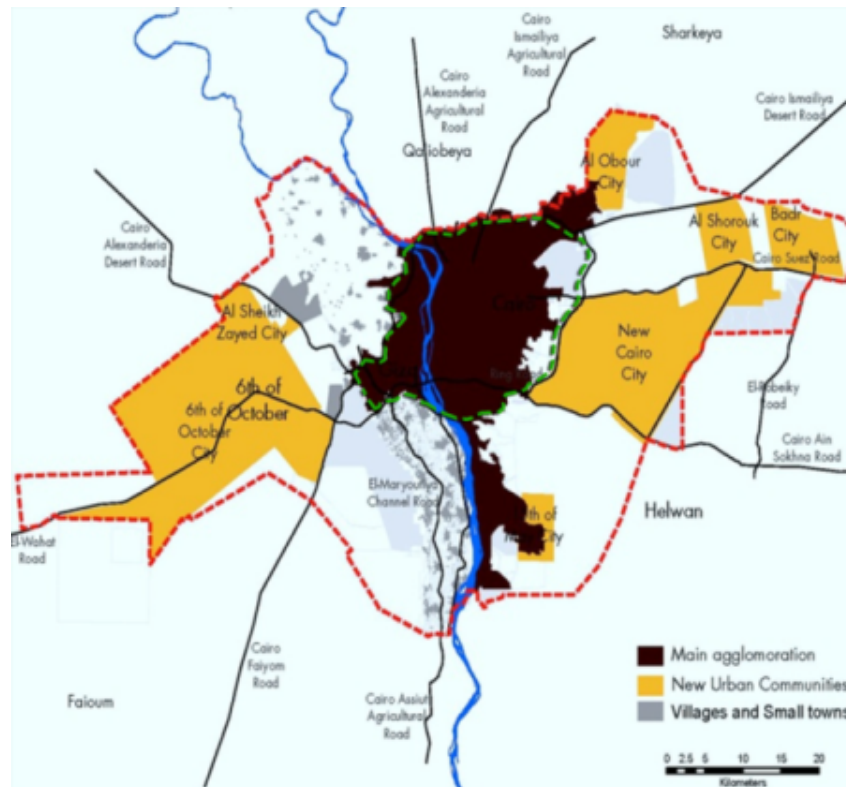 Cairo
Ismailiya
Agricultural
Road
Sharkeya
Cairo
Alexanderia
Agricultural
Road
Cairo Ismailiya
Desert Road
Qaliobeya
Al Obour
City
Al Shorouk
City
Badr
City
Cairo Suez Road
Cairo
Alexanderia
Desert Road
Al Sheikh
Zayed City
Cairo
New
Cairo
City
6th of
October
6th of
October
City
Ring Road
El-Robeiky
Road
Cairo Ain
Sokhna Road
El-Maryoutiya
Channel Road
of
City
Helwan
El-Wahat
Road
Cairo
Faiyom
Road
Faioum
Cairo Assiut
Agricultural
Road
Main agglomoration
New Urban Communities
Villages and Small towns
0 2.5 5 10 15 20
Kilometers